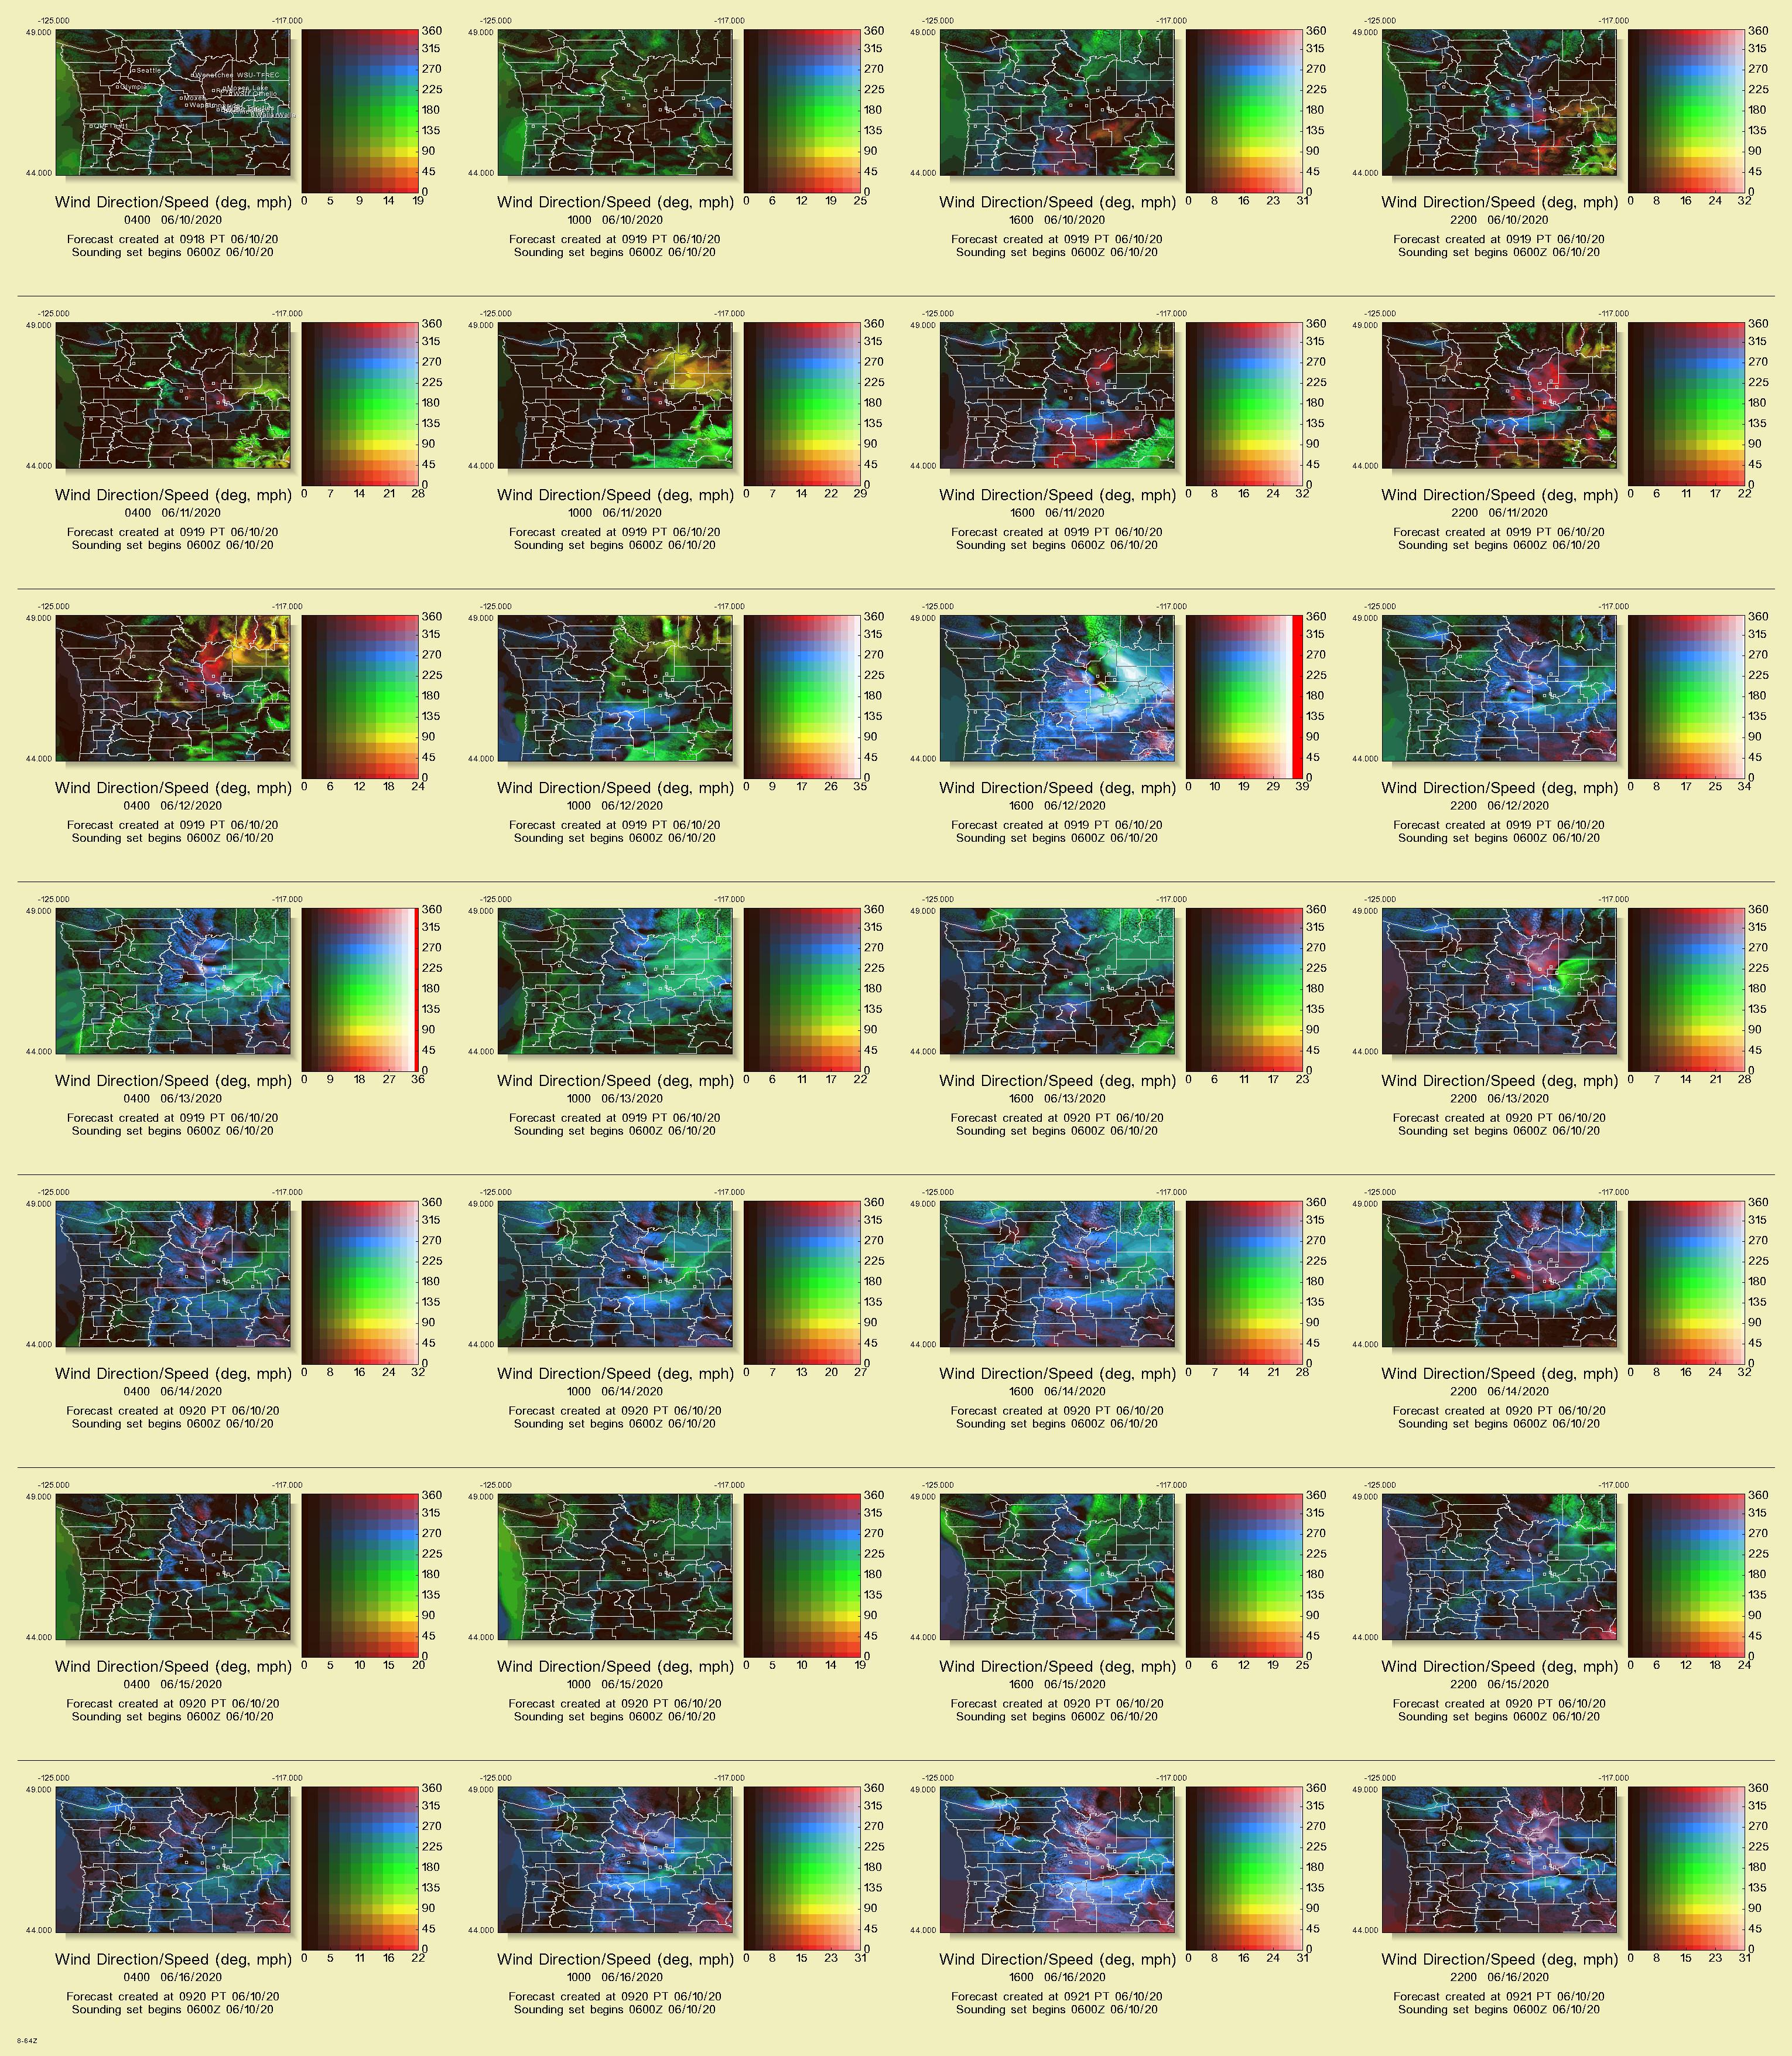 -125.000 -117.000 -125.000 -117.000 -125.000 -117.000 -125.000 -117.000
49.000 360 49.000 360 49.000 360 49.000 360
315 315 315 315
270 270 270 270
Seattle
Wenatchee WSU-TFREC
225 225 225 225
Olympia
Moses Lake
Moxee
180 180 180 180
135 135 135 135
90 90 90 90
45 45 45 45
44.000 0 44.000 0 44.000 0 44.000 0
Wind Direction/Speed (deg, mph) 0 5 9 14 19 Wind Direction/Speed (deg, mph) 0 6 12 19 25 Wind Direction/Speed (deg, mph) 0 8 16 23 31 Wind Direction/Speed (deg, mph) 0 8 16 24 32
0400 06/10/2020 1000 06/10/2020 1600 06/10/2020 2200 06/10/2020
Forecast created at 0918 PT 06/10/20 Forecast created at 0919 PT 06/10/20 Forecast created at 0919 PT 06/10/20 Forecast created at 0919 PT 06/10/20
Sounding set begins 0600Z 06/10/20 Sounding set begins 0600Z 06/10/20 Sounding set begins 0600Z 06/10/20 Sounding set begins 0600Z 06/10/20
-125.000 -117.000 -125.000 -117.000 -125.000 -117.000 -125.000 -117.000
49.000 360 49.000 360 49.000 360 49.000 360
315 315 315 315
270 270 270 270
225 225 225 225
180 180 180 180
135 135 135 135
90 90 90 90
45 45 45 45
44.000 0 44.000 0 44.000 0 44.000 0
Wind Direction/Speed (deg, mph) 0 7 14 21 28 Wind Direction/Speed (deg, mph) 0 7 14 22 29 Wind Direction/Speed (deg, mph) 0 8 16 24 32 Wind Direction/Speed (deg, mph) 0 6 11 17 22
0400 06/11/2020 1000 06/11/2020 1600 06/11/2020 2200 06/11/2020
Forecast created at 0919 PT 06/10/20 Forecast created at 0919 PT 06/10/20 Forecast created at 0919 PT 06/10/20 Forecast created at 0919 PT 06/10/20
Sounding set begins 0600Z 06/10/20 Sounding set begins 0600Z 06/10/20 Sounding set begins 0600Z 06/10/20 Sounding set begins 0600Z 06/10/20
-125.000 -117.000 -125.000 -117.000 -125.000 -117.000 -125.000 -117.000
49.000 360 49.000 360 49.000 360 49.000 360
315 315 315 315
270 270 270 270
225 225 225 225
180 180 180 180
135 135 135 135
90 90 90 90
45 45 45 45
44.000 0 44.000 0 44.000 0 44.000 0
Wind Direction/Speed (deg, mph) 0 6 12 18 24 Wind Direction/Speed (deg, mph) 0 9 17 26 35 Wind Direction/Speed (deg, mph) 0 10 19 29 39 Wind Direction/Speed (deg, mph) 0 8 17 25 34
0400 06/12/2020 1000 06/12/2020 1600 06/12/2020 2200 06/12/2020
Forecast created at 0919 PT 06/10/20 Forecast created at 0919 PT 06/10/20 Forecast created at 0919 PT 06/10/20 Forecast created at 0919 PT 06/10/20
Sounding set begins 0600Z 06/10/20 Sounding set begins 0600Z 06/10/20 Sounding set begins 0600Z 06/10/20 Sounding set begins 0600Z 06/10/20
-125.000 -117.000 -125.000 -117.000 -125.000 -117.000 -125.000 -117.000
49.000 360 49.000 360 49.000 360 49.000 360
315 315 315 315
270 270 270 270
225 225 225 225
180 180 180 180
135 135 135 135
90 90 90 90
45 45 45 45
44.000 0 44.000 0 44.000 0 44.000 0
Wind Direction/Speed (deg, mph) 0 9 18 27 36 Wind Direction/Speed (deg, mph) 0 6 11 17 22 Wind Direction/Speed (deg, mph) 0 6 11 17 23 Wind Direction/Speed (deg, mph) 0 7 14 21 28
0400 06/13/2020 1000 06/13/2020 1600 06/13/2020 2200 06/13/2020
Forecast created at 0919 PT 06/10/20 Forecast created at 0919 PT 06/10/20 Forecast created at 0920 PT 06/10/20 Forecast created at 0920 PT 06/10/20
Sounding set begins 0600Z 06/10/20 Sounding set begins 0600Z 06/10/20 Sounding set begins 0600Z 06/10/20 Sounding set begins 0600Z 06/10/20
-125.000 -117.000 -125.000 -117.000 -125.000 -117.000 -125.000 -117.000
49.000 360 49.000 360 49.000 360 49.000 360
315 315 315 315
270 270 270 270
225 225 225 225
180 180 180 180
135 135 135 135
90 90 90 90
45 45 45 45
44.000 0 44.000 0 44.000 0 44.000 0
Wind Direction/Speed (deg, mph) 0 8 16 24 32 Wind Direction/Speed (deg, mph) 0 7 13 20 27 Wind Direction/Speed (deg, mph) 0 7 14 21 28 Wind Direction/Speed (deg, mph) 0 8 16 24 32
0400 06/14/2020 1000 06/14/2020 1600 06/14/2020 2200 06/14/2020
Forecast created at 0920 PT 06/10/20 Forecast created at 0920 PT 06/10/20 Forecast created at 0920 PT 06/10/20 Forecast created at 0920 PT 06/10/20
Sounding set begins 0600Z 06/10/20 Sounding set begins 0600Z 06/10/20 Sounding set begins 0600Z 06/10/20 Sounding set begins 0600Z 06/10/20
-125.000 -117.000 -125.000 -117.000 -125.000 -117.000 -125.000 -117.000
49.000 360 49.000 360 49.000 360 49.000 360
315 315 315 315
270 270 270 270
225 225 225 225
180 180 180 180
135 135 135 135
90 90 90 90
45 45 45 45
44.000 0 44.000 0 44.000 0 44.000 0
Wind Direction/Speed (deg, mph) 0 5 10 15 20 Wind Direction/Speed (deg, mph) 0 5 10 14 19 Wind Direction/Speed (deg, mph) 0 6 12 19 25 Wind Direction/Speed (deg, mph) 0 6 12 18 24
0400 06/15/2020 1000 06/15/2020 1600 06/15/2020 2200 06/15/2020
Forecast created at 0920 PT 06/10/20 Forecast created at 0920 PT 06/10/20 Forecast created at 0920 PT 06/10/20 Forecast created at 0920 PT 06/10/20
Sounding set begins 0600Z 06/10/20 Sounding set begins 0600Z 06/10/20 Sounding set begins 0600Z 06/10/20 Sounding set begins 0600Z 06/10/20
-125.000 -117.000 -125.000 -117.000 -125.000 -117.000 -125.000 -117.000
49.000 360 49.000 360 49.000 360 49.000 360
315 315 315 315
270 270 270 270
225 225 225 225
180 180 180 180
135 135 135 135
90 90 90 90
45 45 45 45
44.000 0 44.000 0 44.000 0 44.000 0
Wind Direction/Speed (deg, mph) 0 5 11 16 22 Wind Direction/Speed (deg, mph) 0 8 15 23 31 Wind Direction/Speed (deg, mph) 0 8 16 23 31 Wind Direction/Speed (deg, mph) 0 8 15 23 31
0400 06/16/2020 1000 06/16/2020 1600 06/16/2020 2200 06/16/2020
Forecast created at 0920 PT 06/10/20 Forecast created at 0920 PT 06/10/20 Forecast created at 0921 PT 06/10/20 Forecast created at 0921 PT 06/10/20
Sounding set begins 0600Z 06/10/20 Sounding set begins 0600Z 06/10/20 Sounding set begins 0600Z 06/10/20 Sounding set begins 0600Z 06/10/20